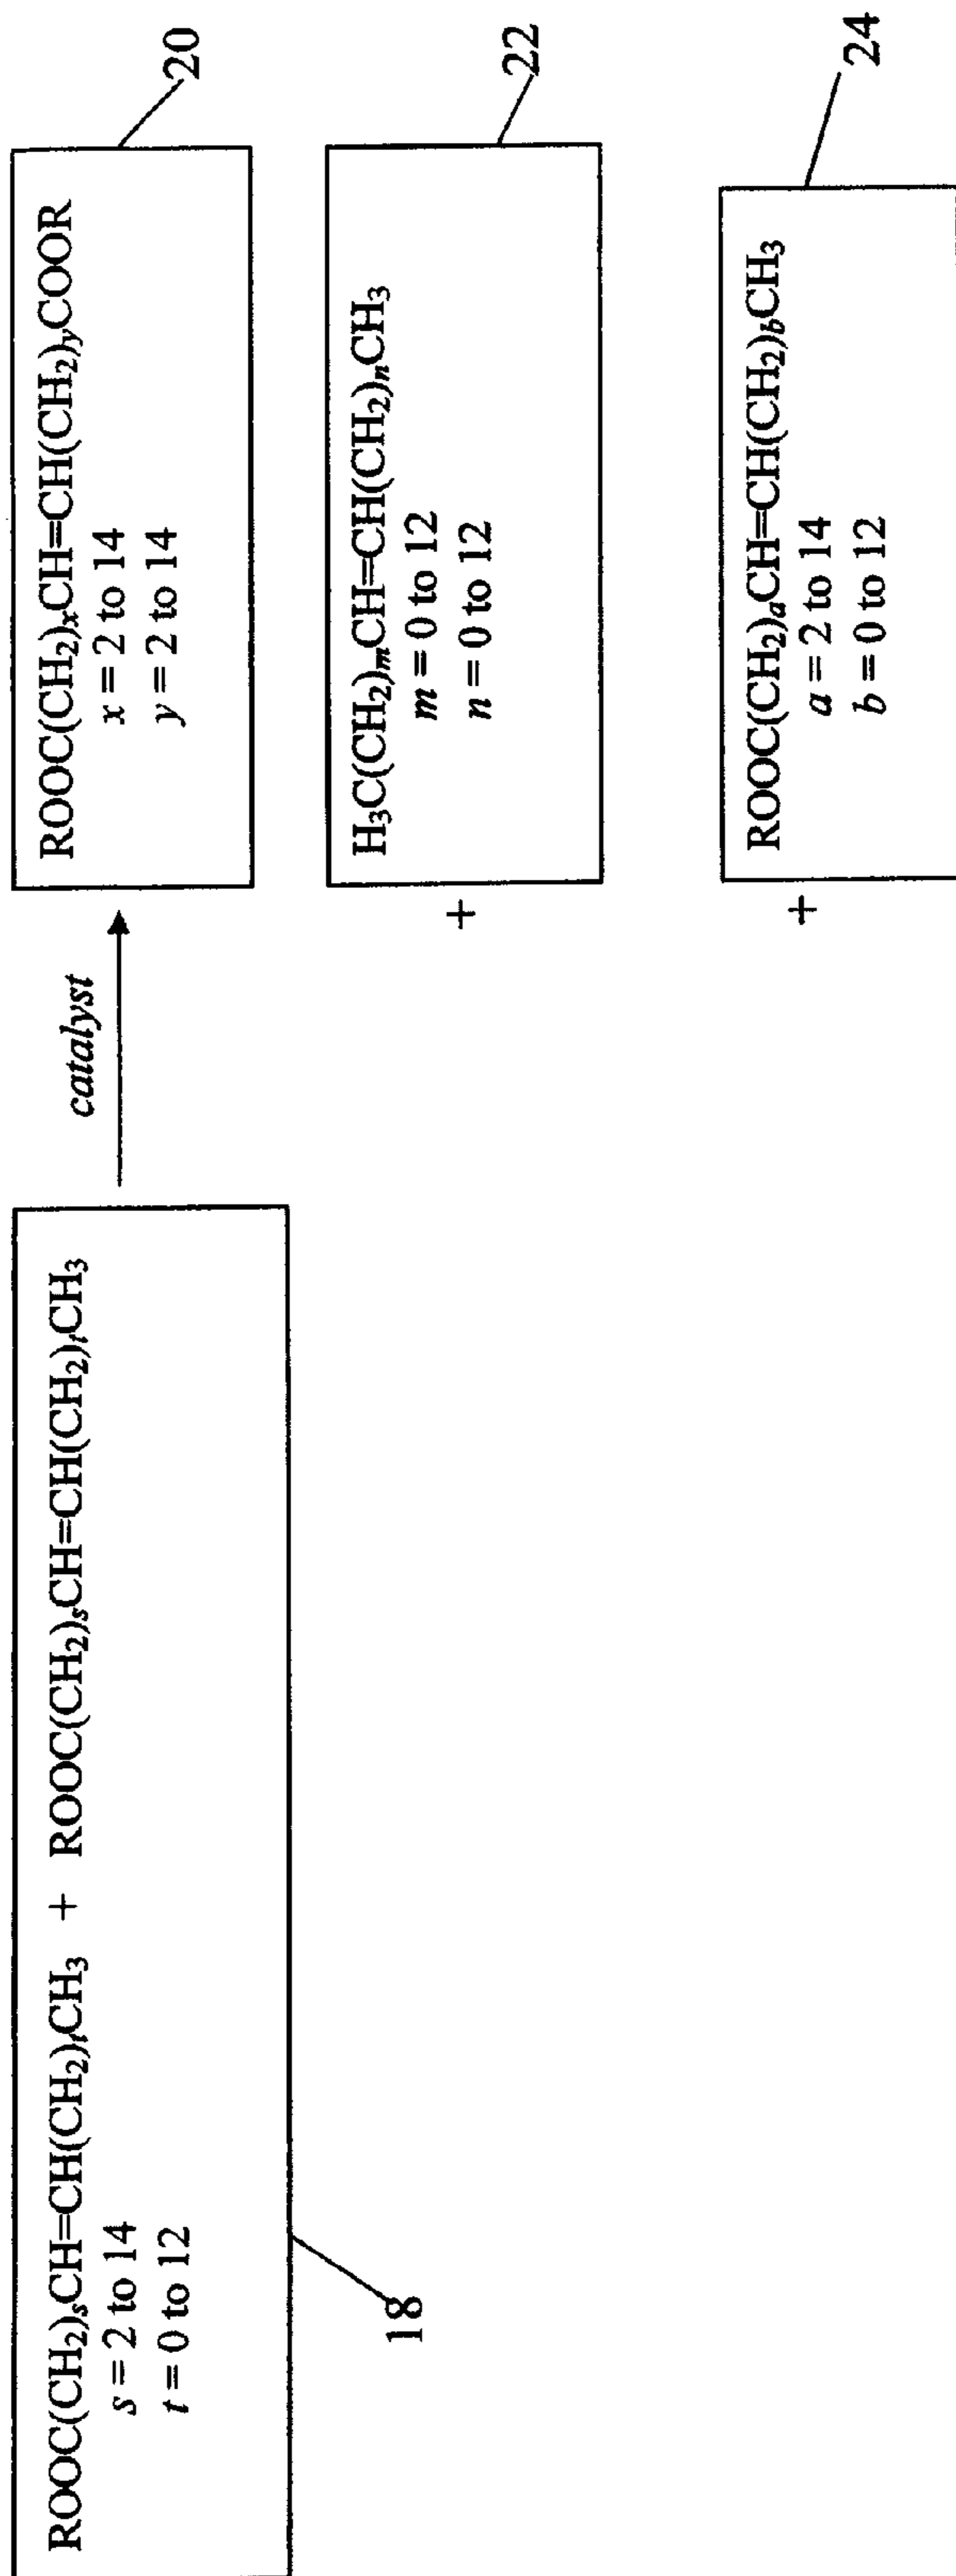 ROOC(CH₂)ₛCH=CH(CH₂)ₜCH₃ + ROOC(CH₂)ₛCH=CH(CH₂)ₜCH₃
s = 2 to 14
t = 0 to 12
18
catalyst
ROOC(CH₂)ₓCH=CH(CH₂)yCOOR
x = 2 to 14
y = 2 to 14
20
+
H₃C(CH₂)ₘCH=CH(CH₂)ₙCH₃
m = 0 to 12
n = 0 to 12
22
+
ROOC(CH₂)ₐCH=CH(CH₂)bCH₃
a = 2 to 14
b = 0 to 12
24